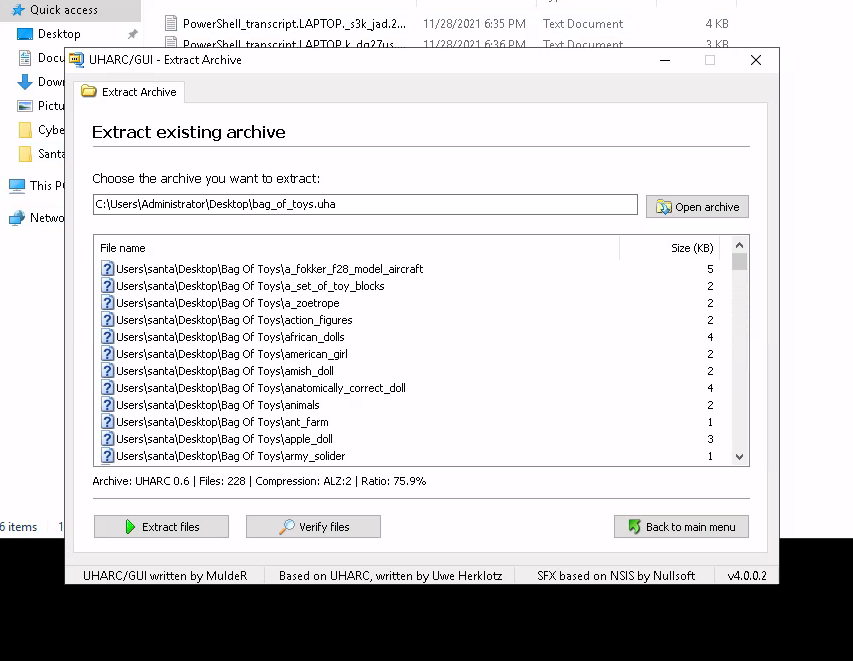 Quick access
Desktop
Docu
Down
Pictu
Cybe
Santa
This P
Netwo
6 items
PowerShell_transcript.LAPTOP._s3k_jad.2... 11/28/2021 6:35 PM Text Document 4 KB
11/28/2021 6:36 PM Text Document 3 KB
UHARC/GUI - Extract Archive
Extract Archive
Extract existing archive
Choose the archive you want to extract:
C:\Users\Administrator\Desktop\bag_of_toys.uha Open archive
File name Size (KB)
Users\santa\Desktop\Bag Of Toys\a_fokker_f28_model_aircraft 5
Users\santa\Desktop\Bag Of Toys\a_set_of_toy_blocks 2
Users\santa\Desktop\Bag Of Toys\a_zoetrope 2
Users\santa\Desktop\Bag Of Toys\action_figures 2
Users\santa\Desktop\Bag Of Toys\african_dolls 4
Users\santa\Desktop\Bag Of Toys\american_girl 2
Users\santa\Desktop\Bag Of Toys\amish_doll 2
Users\santa\Desktop\Bag Of Toys\anatomically_correct_doll 4
Users\santa\Desktop\Bag Of Toys\animals 2
Users\santa\Desktop\Bag Of Toys\ant_farm 1
Users\santa\Desktop\Bag Of Toys\apple_doll 3
Users\santa\Desktop\Bag Of Toys\army_solider 1
Archive: UHARC 0.6 | Files: 228 | Compression: ALZ:2 | Ratio: 75.9%
Extract files Verify files Back to main menu
UHARC/GUI written by MuldeR Based on UHARC, written by Uwe Herklotz SFX based on NSIS by Nullsoft v4.0.0.2